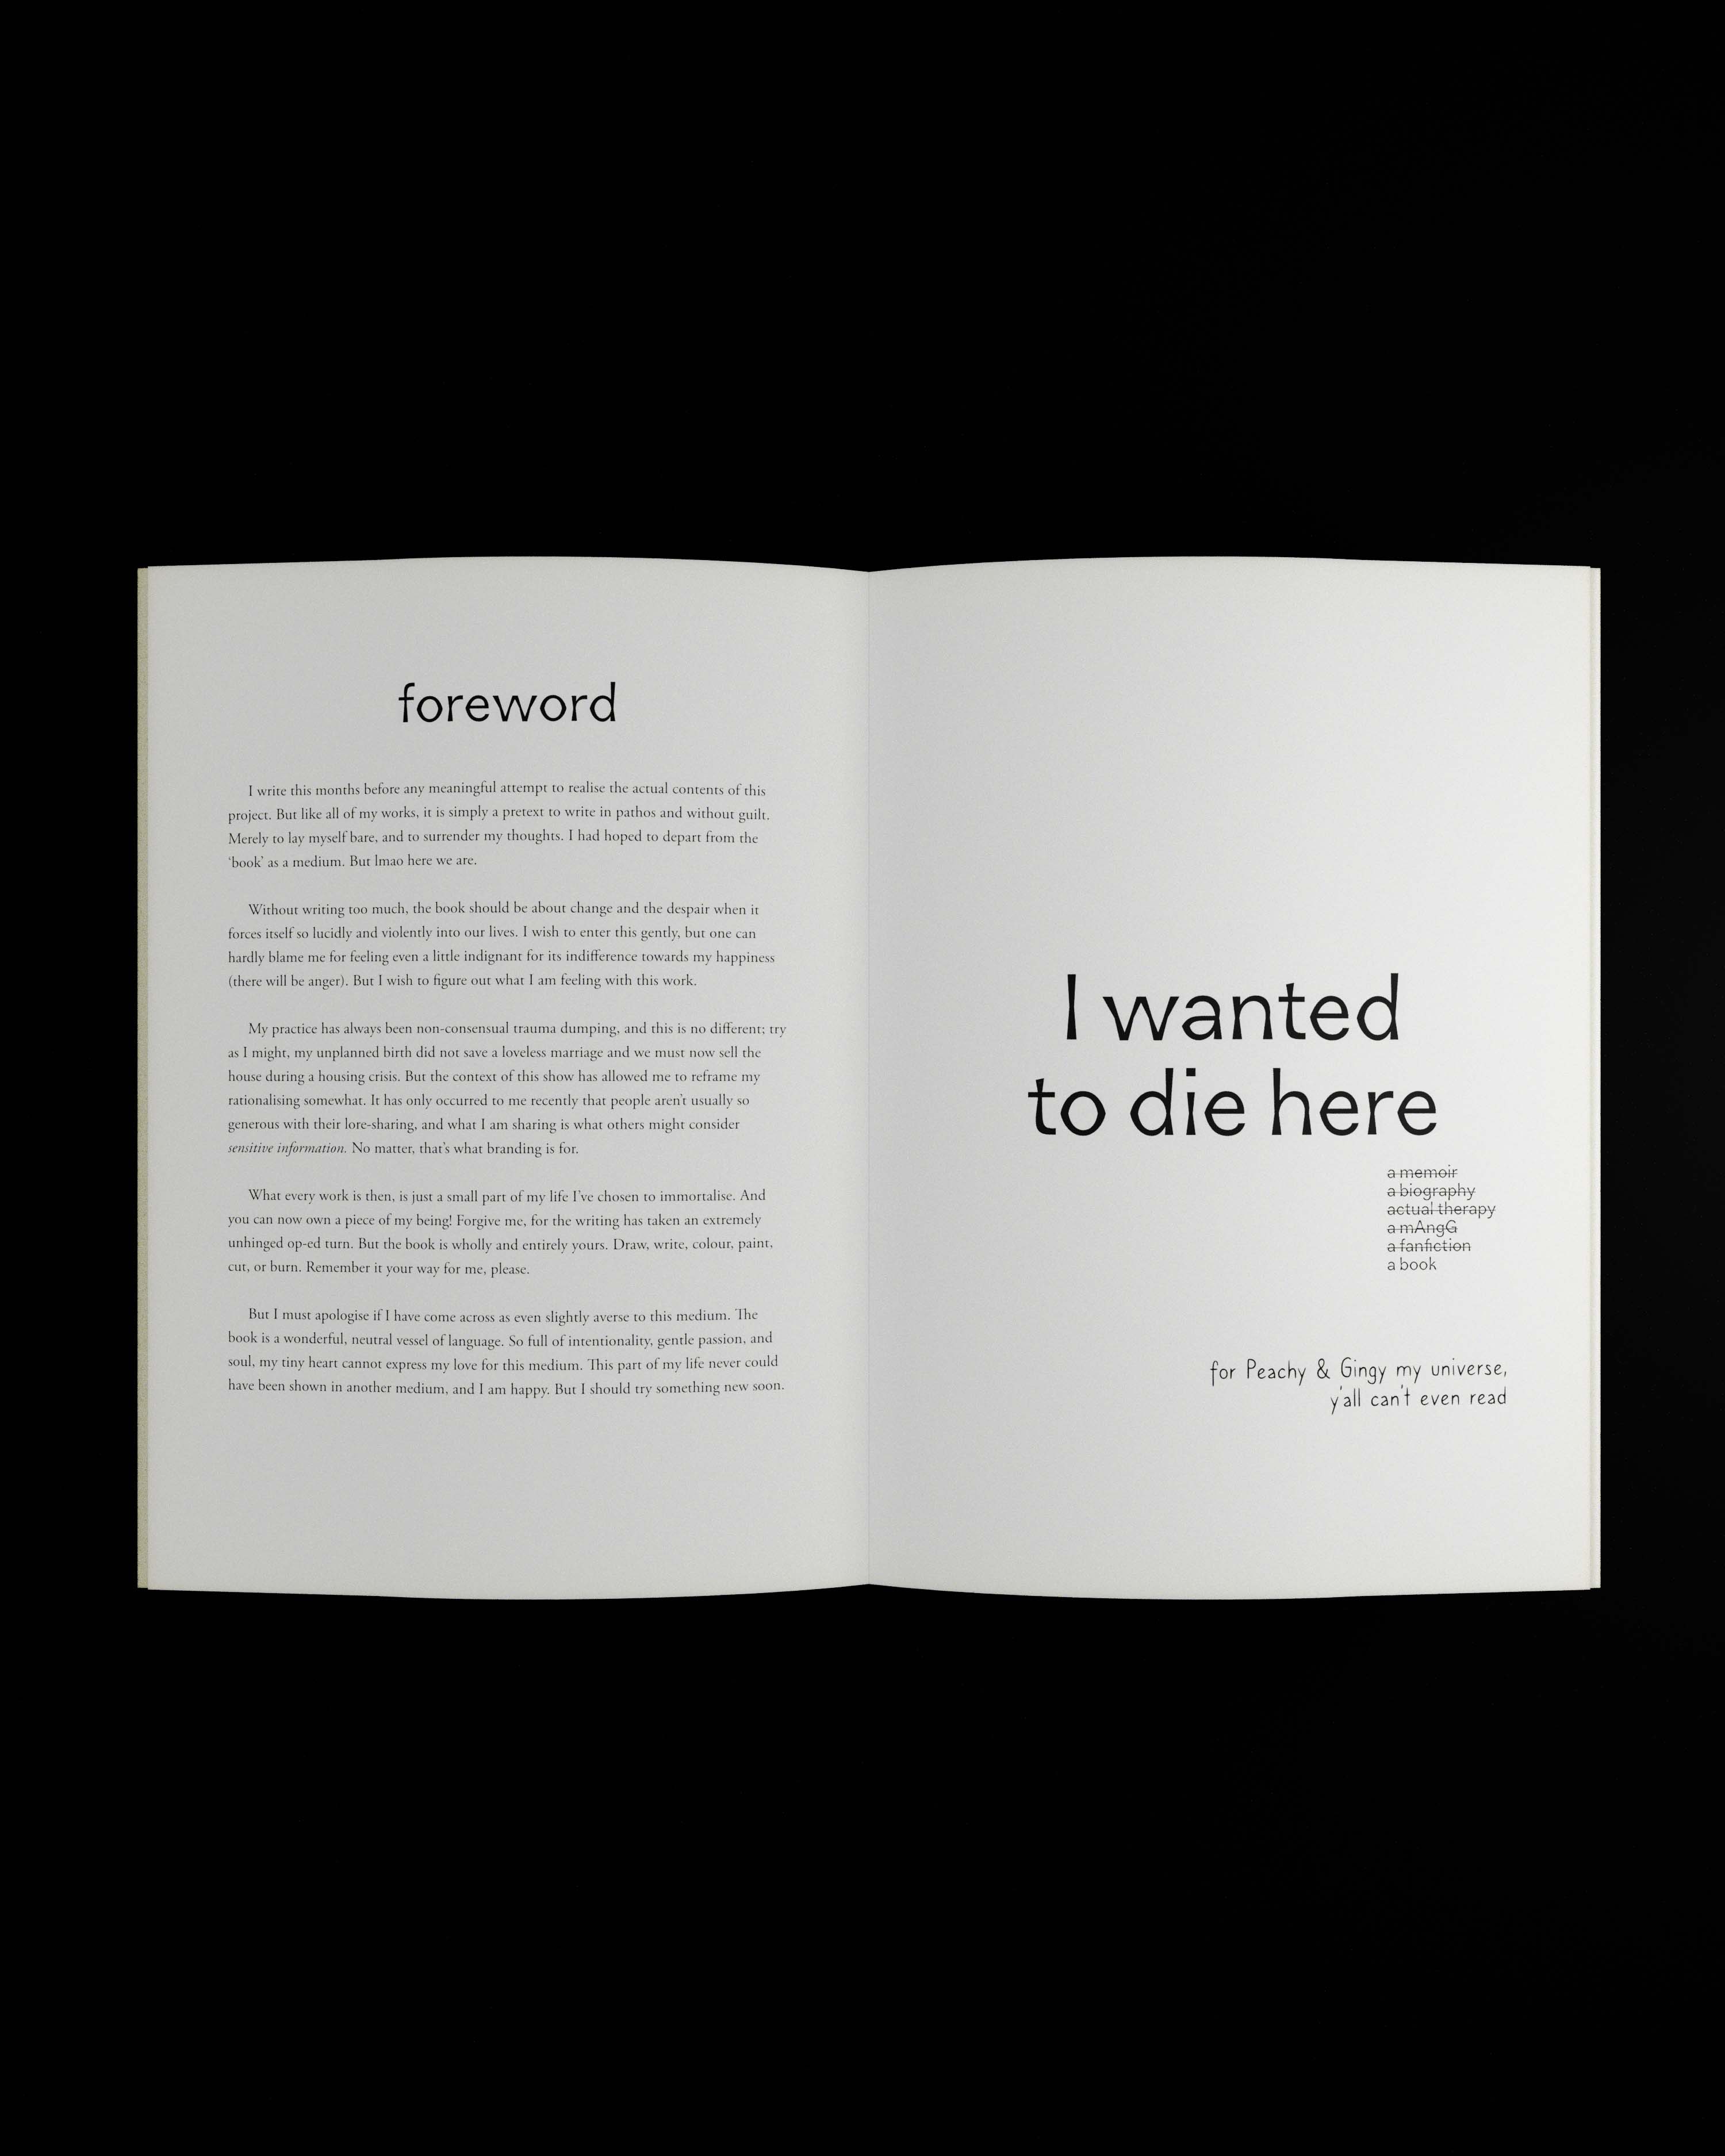 foreword
I write this months before any meaningful attempt to realise the actual contents of this
project. But like all of my works, it is simply a pretext to write in pathos and without guilt.
Merely to lay myself bare, and to surrender my thoughts. I had hoped to depart from the
‘book’ as a medium. But lmao here we are.
Without writing too much, the book should be about change and the despair when it
forces itself so lucidly and violently into our lives. I wish to enter this gently, but one can
hardly blame me for feeling even a little indignant for its indifference towards my happiness
(there will be anger). But I wish to figure out what I am feeling with this work.
My practice has always been non-consensual trauma dumping, and this is no different; try
as I might, my unplanned birth did not save a loveless marriage and we must now sell the
house during a housing crisis. But the context of this show has allowed me to reframe my
rationalising somewhat. It has only occurred to me recently that people aren’t usually so
generous with their lore-sharing, and what I am sharing is what others might consider
sensitive information. No matter, that’s what branding is for.
What every work is then, is just a small part of my life I’ve chosen to immortalise. And
you can now own a piece of my being! Forgive me, for the writing has taken an extremely
unhinged op-ed turn. But the book is wholly and entirely yours. Draw, write, colour, paint,
cut, or burn. Remember it your way for me, please.
But I must apologise if I have come across as even slightly averse to this medium. The
book is a wonderful, neutral vessel of language. So full of intentionality, gentle passion, and
soul, my tiny heart cannot express my love for this medium. This part of my life never could
have been shown in another medium, and I am happy. But I should try something new soon.
I wanted
to die here
a memoir
a biography
actual therapy
a mAngG
a fanfiction
a book
for Peachy & Gingy my universe,
y'all can't even read